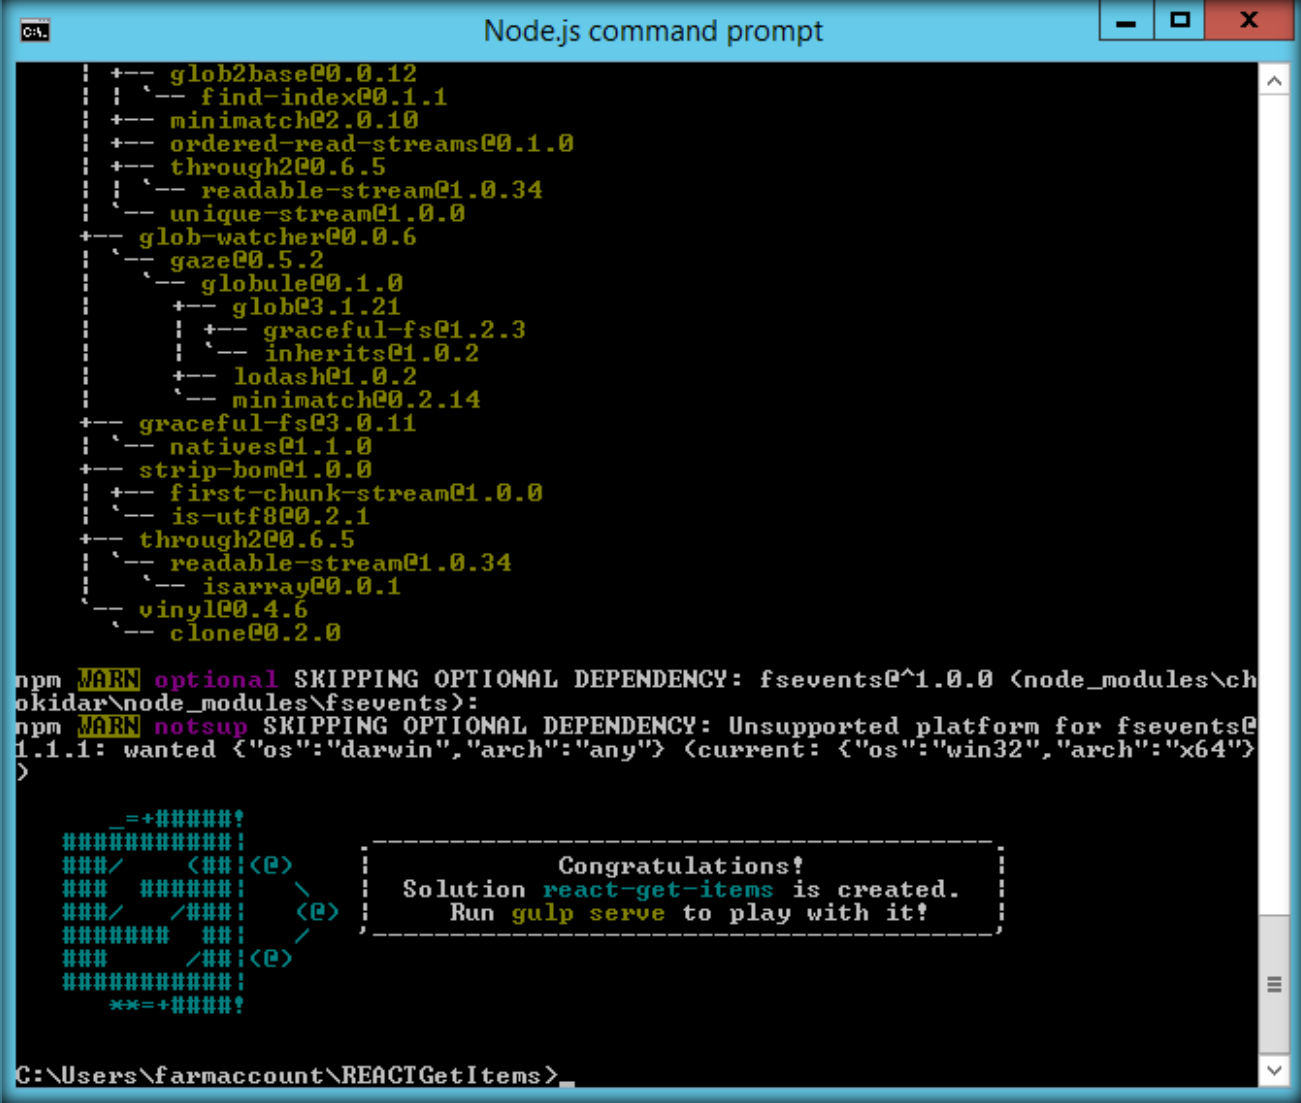 Node.js command prompt
¦ +-- glob2base@0.0.12
¦ ¦ `-- find-index@0.1.1
¦ +-- minimatch@2.0.10
¦ +-- ordered-read-streams@0.1.0
¦ +-- through2@0.6.5
¦ ¦ `-- readable-stream@1.0.34
¦ `-- unique-stream@1.0.0
+-- glob-watcher@0.0.6
¦ `-- gaze@0.5.2
¦   `-- globule@0.1.0
¦     +-- glob@3.1.21
¦     ¦ +-- graceful-fs@1.2.3
¦     ¦ `-- inherits@1.0.2
¦     +-- lodash@1.0.2
¦     `-- minimatch@0.2.14
+-- graceful-fs@3.0.11
¦ `-- natives@1.1.0
+-- strip-bom@1.0.0
¦ +-- first-chunk-stream@1.0.0
¦ `-- is-utf8@0.2.1
+-- through2@0.6.5
¦ `-- readable-stream@1.0.34
¦   `-- isarray@0.0.1
`-- vinyl@0.4.6
  `-- clone@0.2.0
npm WARN optional SKIPPING OPTIONAL DEPENDENCY: fsevents@^1.0.0 (node_modules\ch
okidar\node_modules\fsevents):
npm WARN notsup SKIPPING OPTIONAL DEPENDENCY: Unsupported platform for fsevents@
1.1.1: wanted {"os":"darwin","arch":"any"} (current: {"os":"win32","arch":"x64"}
)
_=+#####!
###########¦
###/    (##¦(@)
###  ######¦   \
###/   /###¦   (@)
#######  ##¦   /
###     /##¦(@)
###########¦
**=+####!
Congratulations!
Solution react-get-items is created.
Run gulp serve to play with it!
C:\Users\farmaccount\REACTGetItems>_